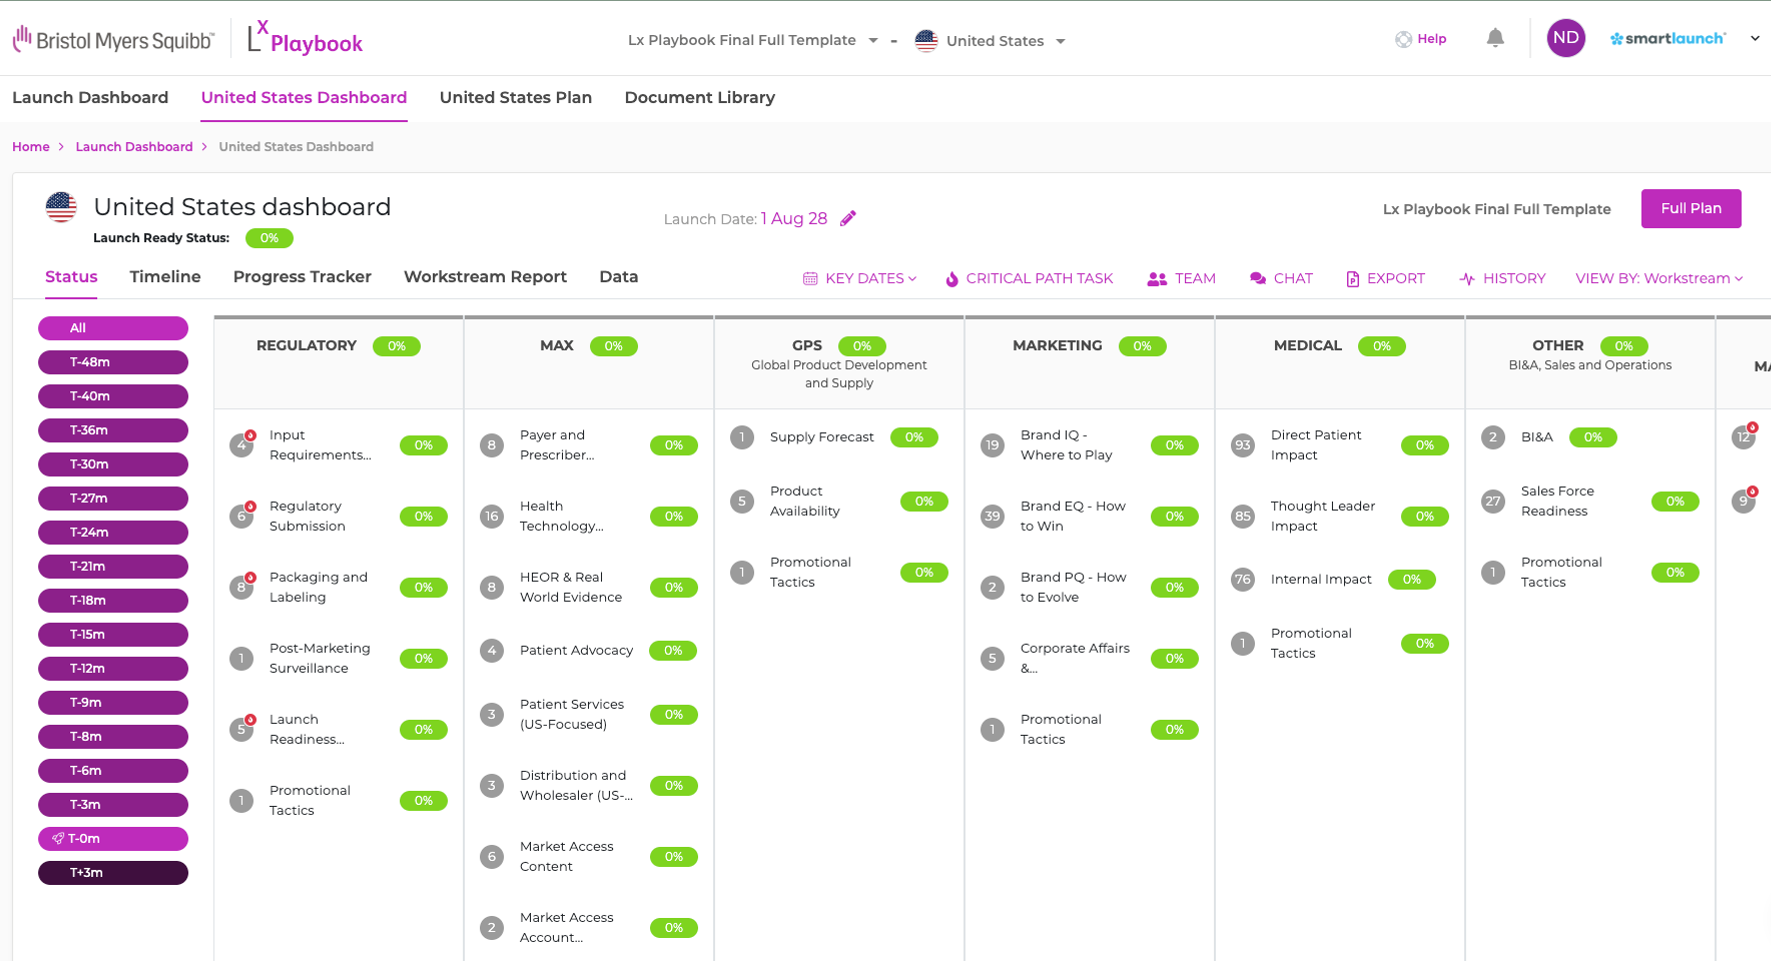 Bristol Myers Squibb™
Lx Playbook
Lx Playbook Final Full Template - United States
Help
ND
smartlaunch
Launch Dashboard
United States Dashboard
United States Plan
Document Library
Home > Launch Dashboard > United States Dashboard
United States dashboard
Launch Ready Status: 0%
Launch Date: 1 Aug 28
Lx Playbook Final Full Template
Full Plan
Status
Timeline
Progress Tracker
Workstream Report
Data
KEY DATES
CRITICAL PATH TASK
TEAM
CHAT
EXPORT
HISTORY
VIEW BY: Workstream
All
T-48m
T-40m
T-36m
T-30m
T-27m
T-24m
T-21m
T-18m
T-15m
T-12m
T-9m
T-8m
T-6m
T-3m
T-0m
T+3m
REGULATORY 0%
4 Input
Requirements... 0%
6 Regulatory
Submission 0%
8 Packaging and
Labeling 0%
1 Post-Marketing
Surveillance 0%
5 Launch
Readiness... 0%
1 Promotional
Tactics 0%
MAX 0%
8 Payer and
Prescriber... 0%
16 Health
Technology... 0%
8 HEOR & Real
World Evidence 0%
4 Patient Advocacy 0%
3 Patient Services
(US-Focused) 0%
3 Distribution and
Wholesaler (US-... 0%
6 Market Access
Content 0%
2 Market Access
Account... 0%
GPS 0%
Global Product Development
and Supply
1 Supply Forecast 0%
5 Product
Availability 0%
1 Promotional
Tactics 0%
MARKETING 0%
19 Brand IQ -
Where to Play 0%
39 Brand EQ - How
to Win 0%
2 Brand PQ - How
to Evolve 0%
5 Corporate Affairs
&... 0%
1 Promotional
Tactics 0%
MEDICAL 0%
93 Direct Patient
Impact 0%
85 Thought Leader
Impact 0%
76 Internal Impact 0%
1 Promotional
Tactics 0%
OTHER 0%
BI&A, Sales and Operations
2 BI&A 0%
27 Sales Force
Readiness 0%
1 Promotional
Tactics 0%
MA
12
9